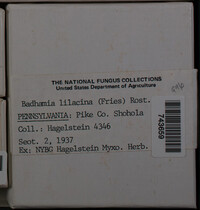 THE NATIONAL FUNGUS COLLECTIONS
United States Department of Agriculture
Badhamia lilacina (Fries) Rost.
PENNSYLVANIA: Pike Co. Shohola
Coll.: Hagelstein 4346
Sept. 2, 1937
Ex: NYBG Hagelstein Myxo. Herb.
743659